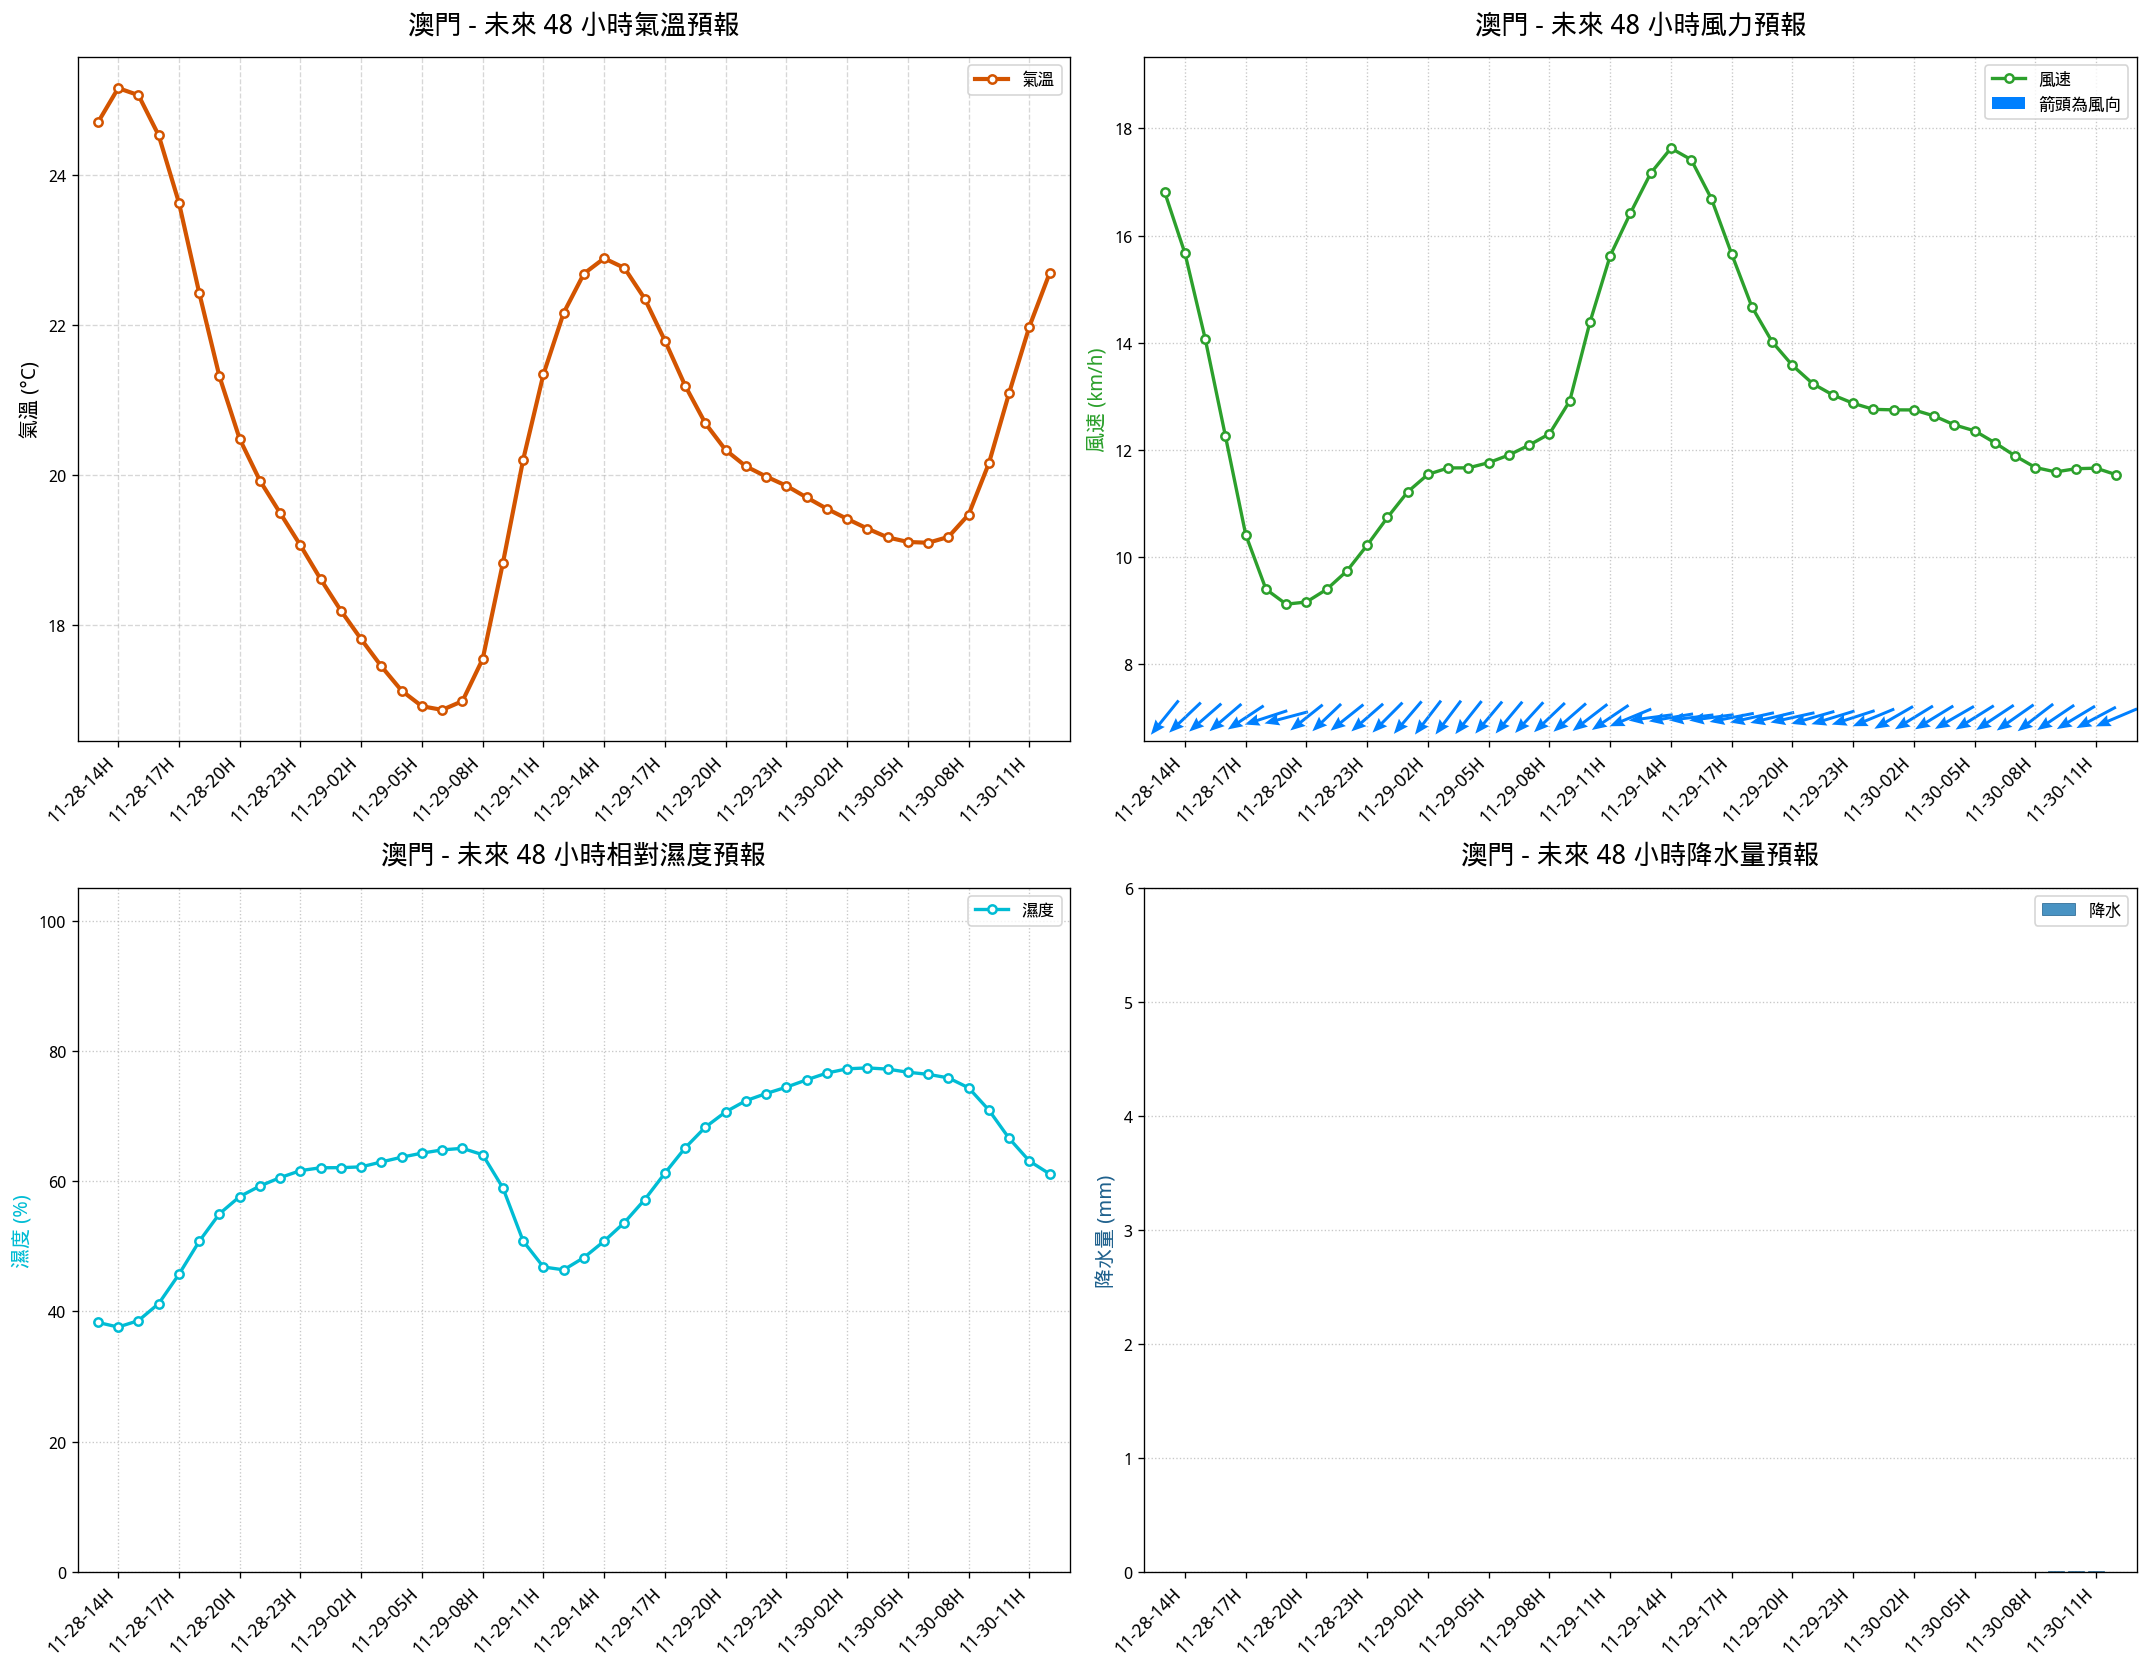 澳門 - 未來 48 小時氣溫預報
氣溫
氣溫 (°C)
24
22
20
18
11-28-14H
11-28-17H
11-28-20H
11-28-23H
11-29-02H
11-29-05H
11-29-08H
11-29-11H
11-29-14H
11-29-17H
11-29-20H
11-29-23H
11-30-02H
11-30-05H
11-30-08H
11-30-11H
澳門 - 未來 48 小時風力預報
風速
箭頭為風向
風速 (km/h)
18
16
14
12
10
8
11-28-14H
11-28-17H
11-28-20H
11-28-23H
11-29-02H
11-29-05H
11-29-08H
11-29-11H
11-29-14H
11-29-17H
11-29-20H
11-29-23H
11-30-02H
11-30-05H
11-30-08H
11-30-11H
澳門 - 未來 48 小時相對濕度預報
濕度
濕度 (%)
100
80
60
40
20
0
11-28-14H
11-28-17H
11-28-20H
11-28-23H
11-29-02H
11-29-05H
11-29-08H
11-29-11H
11-29-14H
11-29-17H
11-29-20H
11-29-23H
11-30-02H
11-30-05H
11-30-08H
11-30-11H
澳門 - 未來 48 小時降水量預報
降水
降水量 (mm)
6
5
4
3
2
1
0
11-28-14H
11-28-17H
11-28-20H
11-28-23H
11-29-02H
11-29-05H
11-29-08H
11-29-11H
11-29-14H
11-29-17H
11-29-20H
11-29-23H
11-30-02H
11-30-05H
11-30-08H
11-30-11H